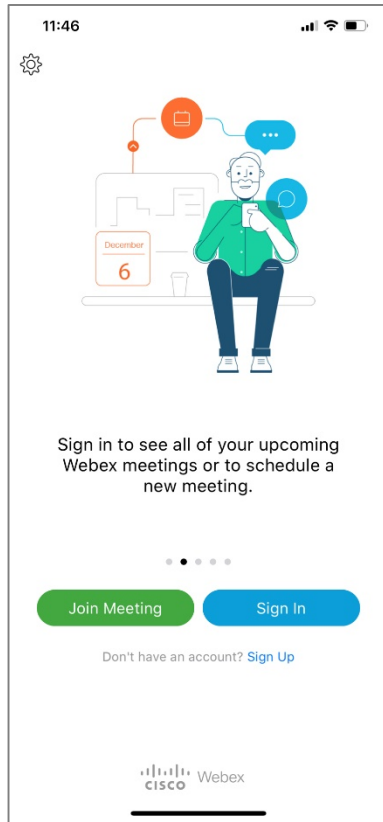 11:46
December
6
Sign in to see all of your upcoming
Webex meetings or to schedule a
new meeting.
Join Meeting
Sign In
Don't have an account? Sign Up
CISCO Webex